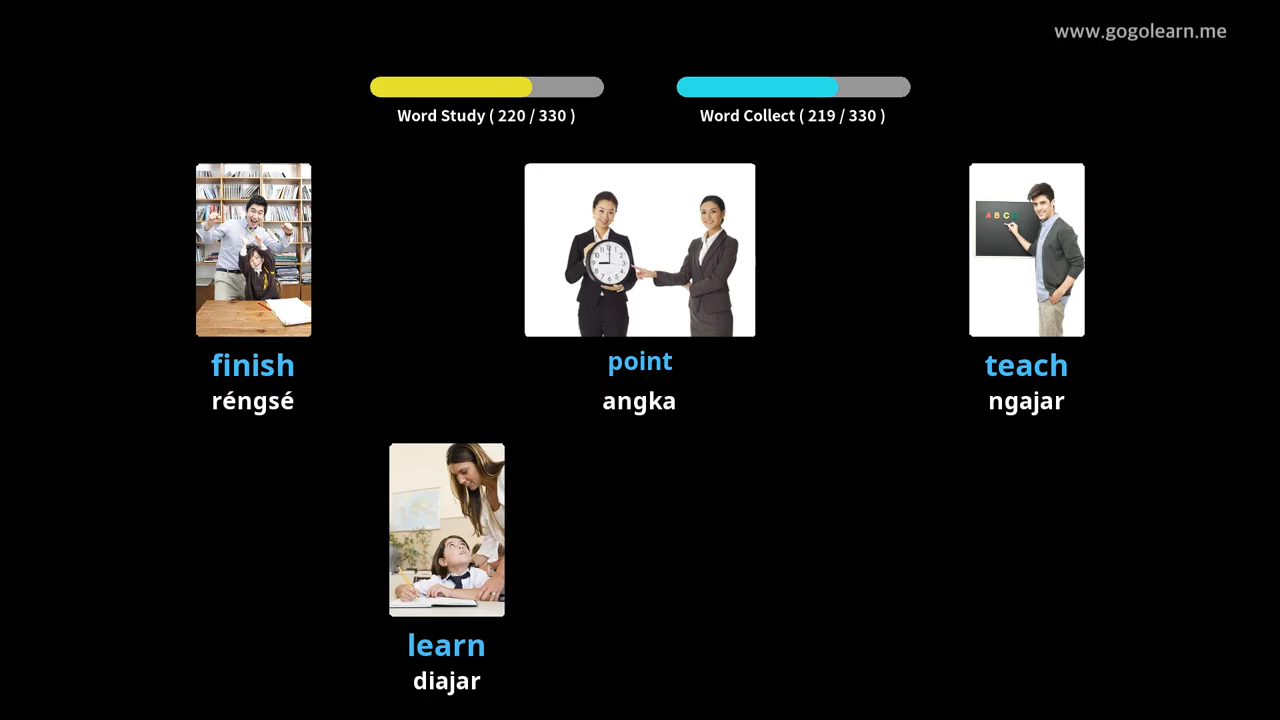 www.gogolearn.me
Word Study ( 220 / 330 )
Word Collect ( 219 / 330 )
finish
réngsé
point
angka
A B C D
teach
ngajar
learn
diajar